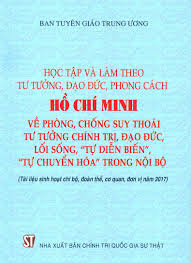 BAN TUYÊN GIÁO TRUNG ƯƠNG
HỌC TẬP VÀ LÀM THEO
TƯ TƯỞNG, ĐẠO ĐỨC, PHONG CÁCH
HỒ CHÍ MINH
VỀ PHÒNG, CHỐNG SUY THOÁI
TƯ TƯỞNG CHÍNH TRỊ, ĐẠO ĐỨC,
LỐI SỐNG, “TỰ DIỄN BIẾN”,
“TỰ CHUYỂN HÓA” TRONG NỘI BỘ
(Tài liệu sinh hoạt chi bộ, đoàn thể, cơ quan, đơn vị năm 2017)
ST
NHÀ XUẤT BẢN CHÍNH TRỊ QUỐC GIA SỰ THẬT